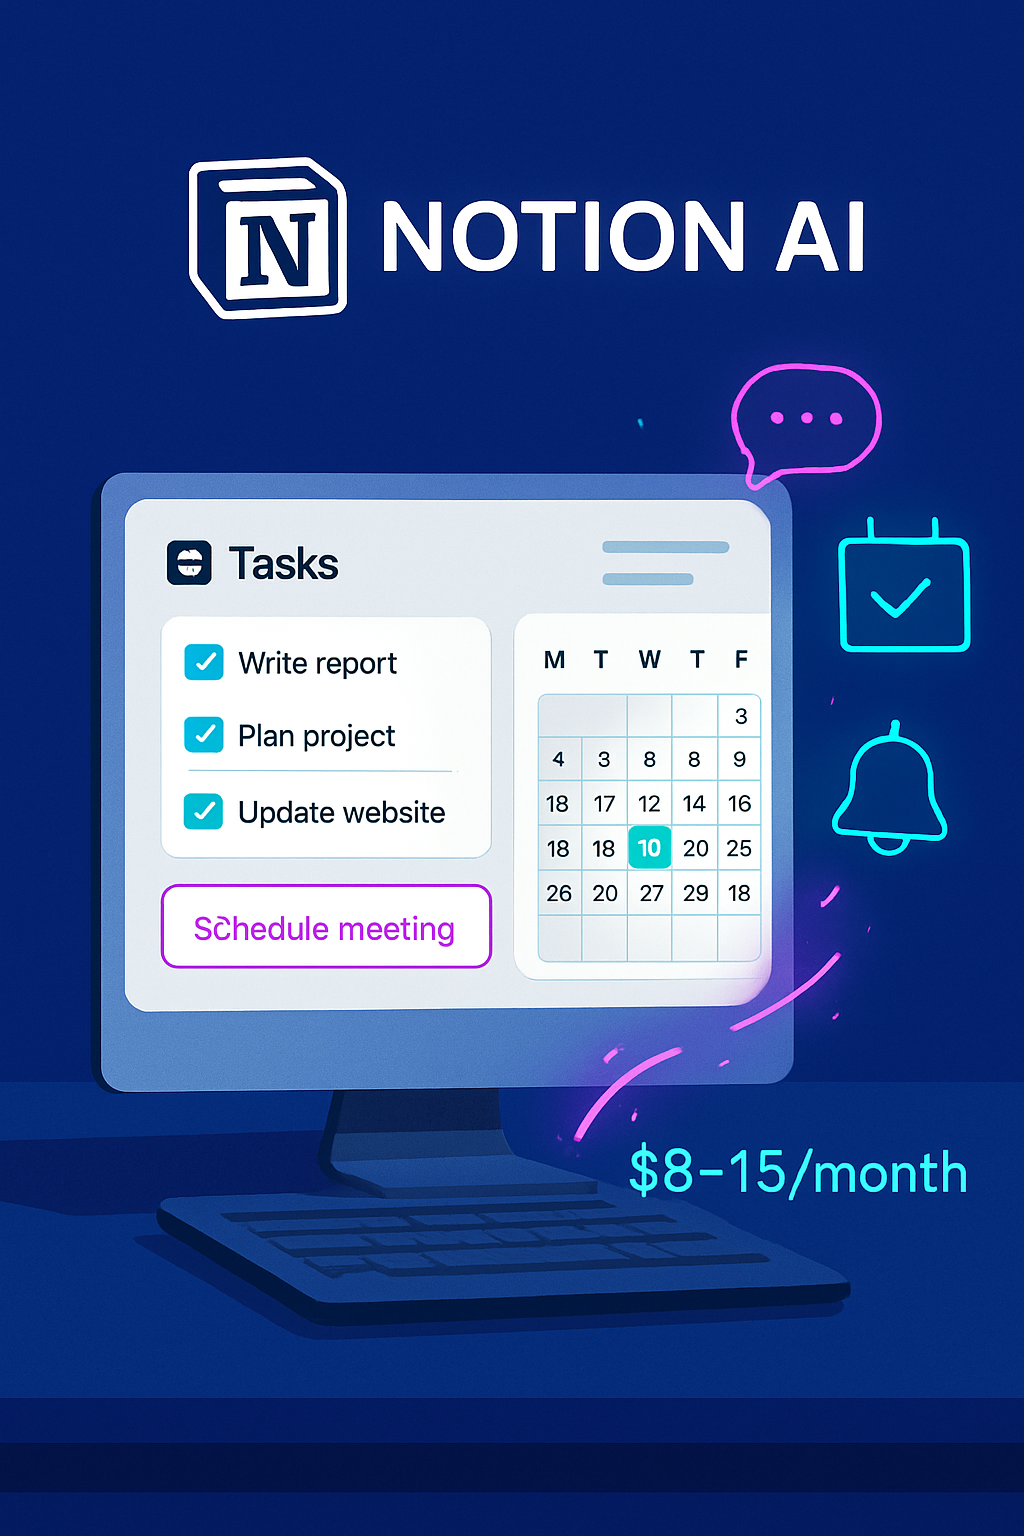 N NOTION AI
Tasks
Write report
Plan project
Update website
Schedule meeting
M T W T F
3
4 3 8 8 9
18 17 12 14 16
18 18 10 20 25
26 20 27 29 18
$8–15/month